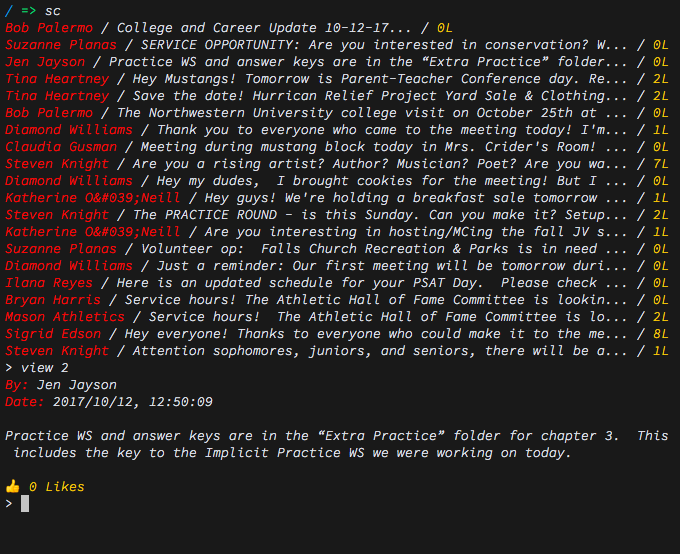 / => sc
Bob Palermo / College and Career Update 10-12-17... / 0L
Suzanne Planas / SERVICE OPPORTUNITY: Are you interested in conservation? W... / 0L
Jen Jayson / Practice WS and answer keys are in the “Extra Practice” folder... / 0L
Tina Heartney / Hey Mustangs! Tomorrow is Parent-Teacher Conference day. Re... / 2L
Tina Heartney / Save the date! Hurrican Relief Project Yard Sale & Clothing... / 2L
Bob Palermo / The Northwestern University college visit on October 25th at ... / 0L
Diamond Williams / Thank you to everyone who came to the meeting today! I'm... / 1L
Claudia Gusman / Meeting during mustang block today in Mrs. Crider's Room! ... / 0L
Steven Knight / Are you a rising artist? Author? Musician? Poet? Are you wa... / 7L
Diamond Williams / Hey my dudes,  I brought cookies for the meeting! But I ... / 0L
Katherine O&#039;Neill / Hey guys! We're holding a breakfast sale tomorrow ... / 1L
Steven Knight / The PRACTICE ROUND - is this Sunday. Can you make it? Setup... / 2L
Katherine O&#039;Neill / Are you interesting in hosting/MCing the fall JV s... / 1L
Suzanne Planas / Volunteer op:  Falls Church Recreation & Parks is in need ... / 0L
Diamond Williams / Just a reminder: Our first meeting will be tomorrow duri... / 0L
Ilana Reyes / Here is an updated schedule for your PSAT Day.  Please check ... / 0L
Bryan Harris / Service hours! The Athletic Hall of Fame Committee is lookin... / 0L
Mason Athletics / Service hours!  The Athletic Hall of Fame Committee is lo... / 2L
Sigrid Edson / Hey everyone! Thanks to everyone who could make it to the me... / 8L
Steven Knight / Attention sophomores, juniors, and seniors, there will be a... / 1L
> view 2
By: Jen Jayson
Date: 2017/10/12, 12:50:09
Practice WS and answer keys are in the “Extra Practice” folder for chapter 3.  This
includes the key to the Implicit Practice WS we were working on today.
👍 0 Likes
>